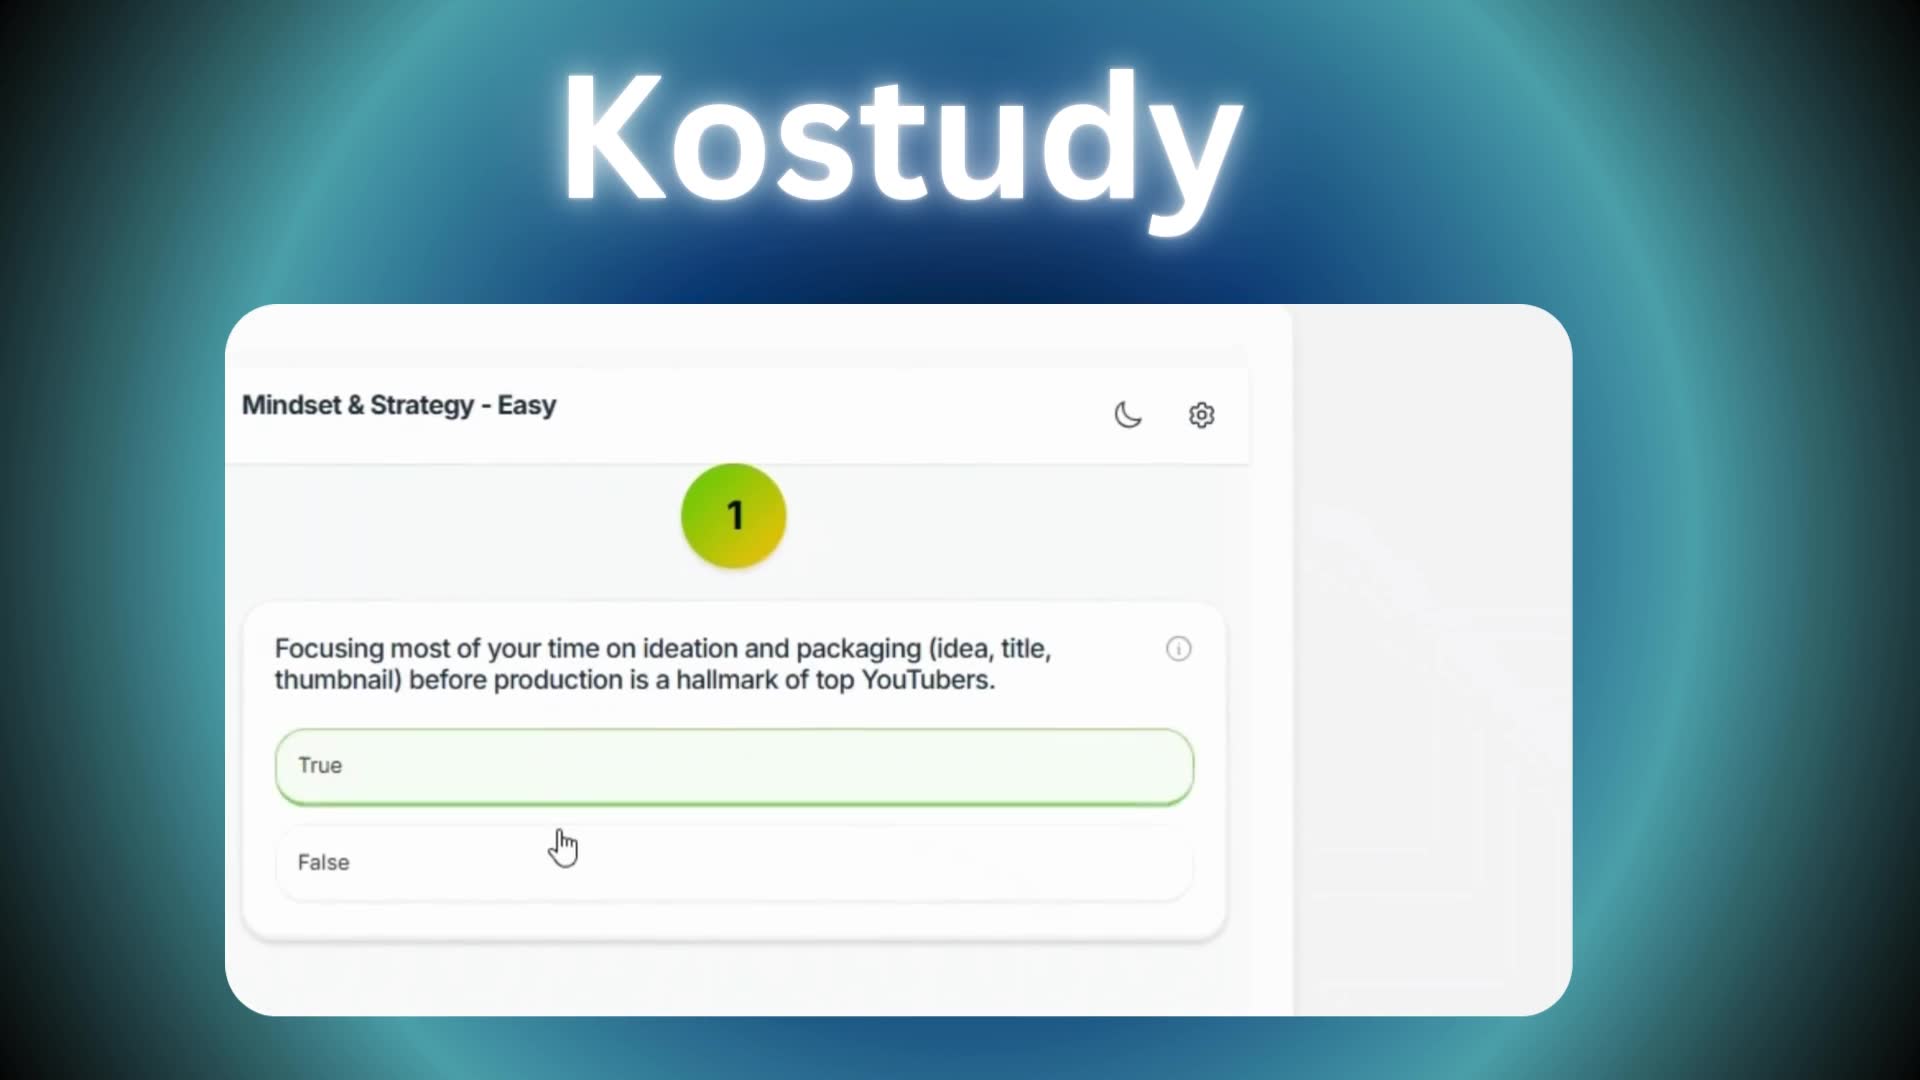 Kostudy
Mindset & Strategy - Easy
1
Focusing most of your time on ideation and packaging (idea, title,
thumbnail) before production is a hallmark of top YouTubers.
True
False